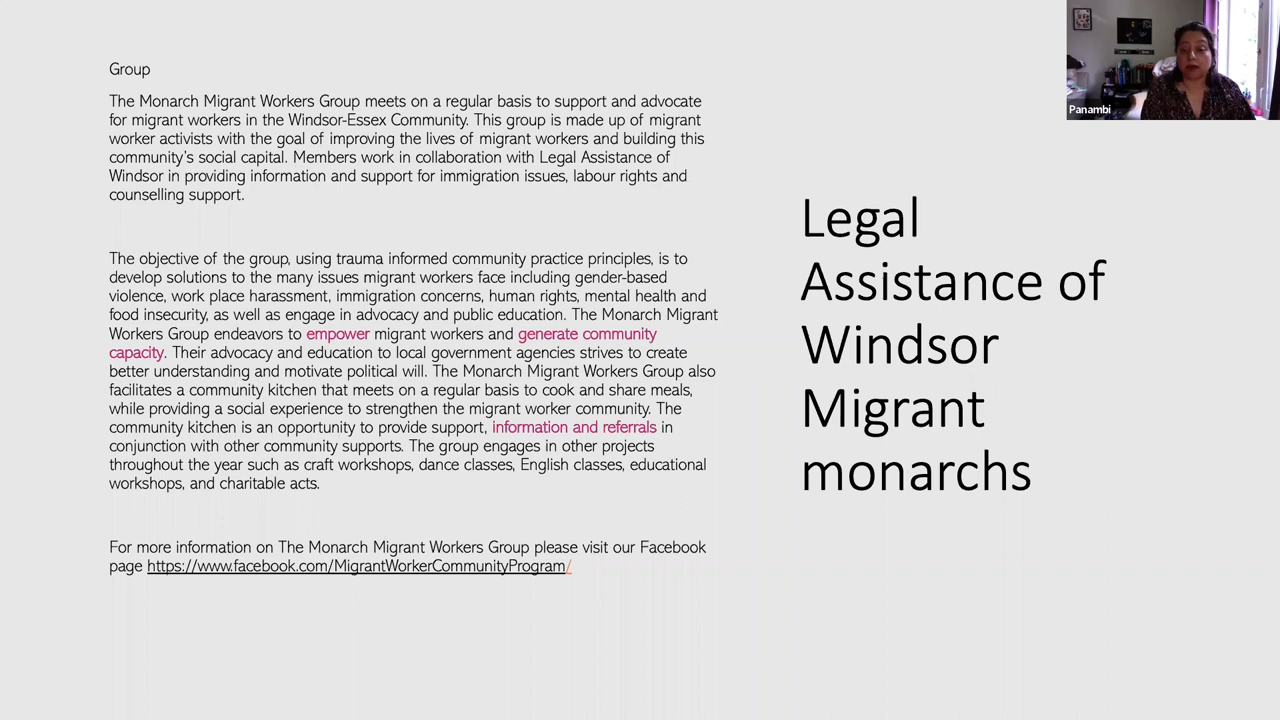 Group
The Monarch Migrant Workers Group meets on a regular basis to support and advocate
for migrant workers in the Windsor-Essex Community. This group is made up of migrant
worker activists with the goal of improving the lives of migrant workers and building this
community's social capital. Members work in collaboration with Legal Assistance of
Windsor in providing information and support for immigration issues, labour rights and
counselling support.
The objective of the group, using trauma informed community practice principles, is to
develop solutions to the many issues migrant workers face including gender-based
violence, work place harassment, immigration concerns, human rights, mental health and
food insecurity, as well as engage in advocacy and public education. The Monarch Migrant
Workers Group endeavors to empower migrant workers and generate community
capacity. Their advocacy and education to local government agencies strives to create
better understanding and motivate political will. The Monarch Migrant Workers Group also
facilitates a community kitchen that meets on a regular basis to cook and share meals,
while providing a social experience to strengthen the migrant worker community. The
community kitchen is an opportunity to provide support, information and referrals in
conjunction with other community supports. The group engages in other projects
throughout the year such as craft workshops, dance classes, English classes, educational
workshops, and charitable acts.
For more information on The Monarch Migrant Workers Group please visit our Facebook
page https://www.facebook.com/MigrantWorkerCommunityProgram/
Legal
Assistance of
Windsor
Migrant
monarchs
Panambi